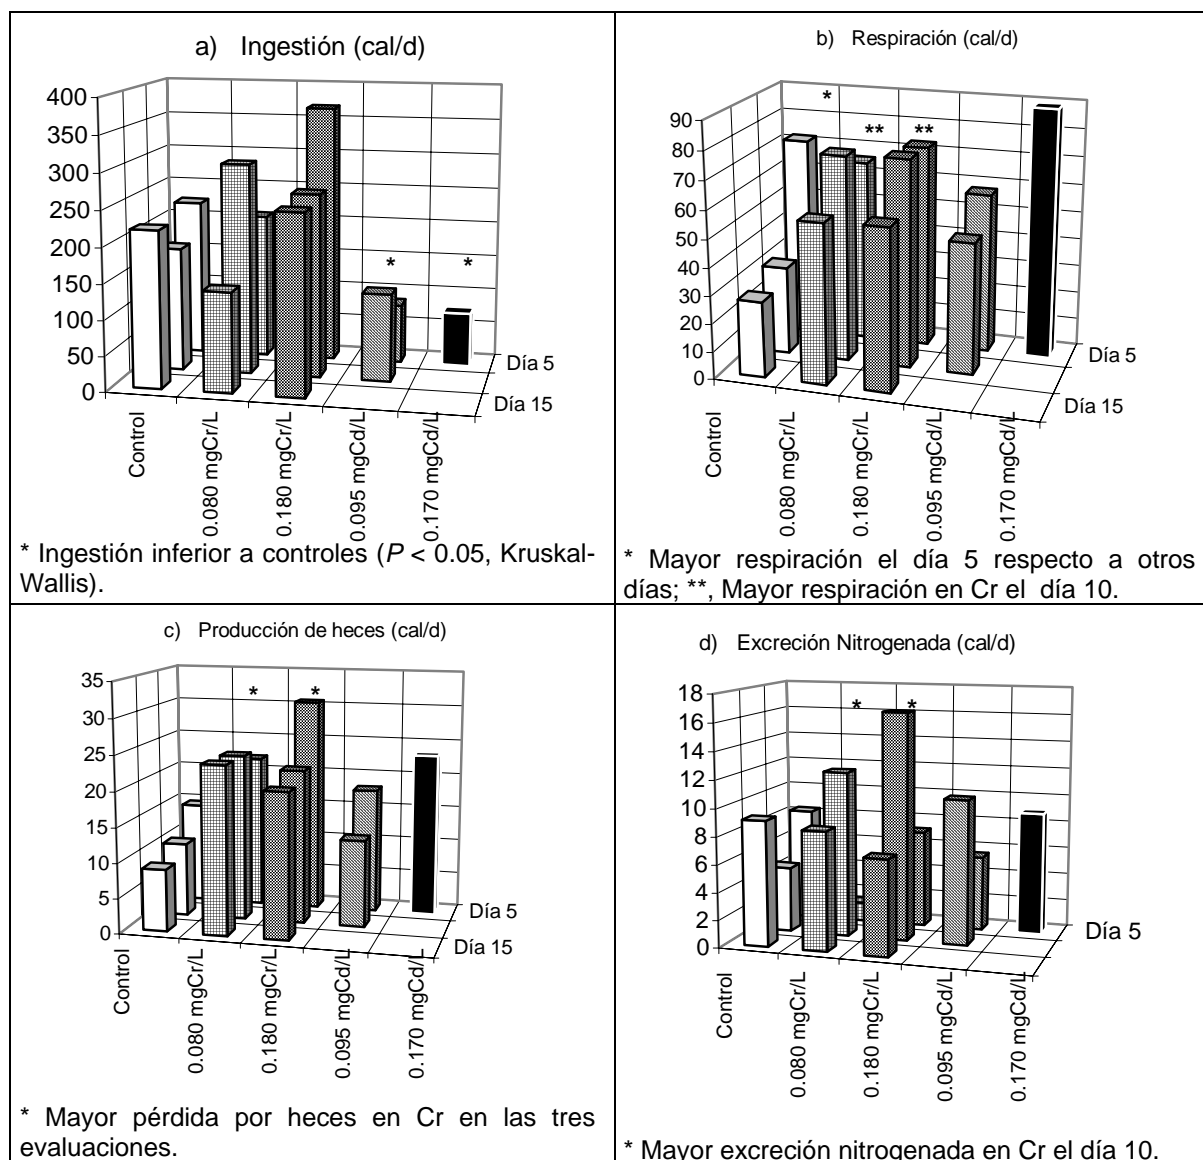 a) Ingestión (cal/d)
400
350
300
250
200
150
100
50
0
* *
Día 5
Día 15
Control
0.080 mgCr/L
0.180 mgCr/L
0.095 mgCd/L
0.170 mgCd/L
* Ingestión inferior a controles (P < 0.05, Kruskal-
Wallis).
b) Respiración (cal/d)
90
80
70
60
50
40
30
20
10
0
*
** **
Día 5
Día 15
Control
0.080 mgCr/L
0.180 mgCr/L
0.095 mgCd/L
0.170 mgCd/L
* Mayor respiración el día 5 respecto a otros
días; **, Mayor respiración en Cr el día 10.
c) Producción de heces (cal/d)
35
30
25
20
15
10
5
0
* *
Día 5
Día 15
Control
0.080 mgCr/L
0.180 mgCr/L
0.095 mgCd/L
0.170 mgCd/L
* Mayor pérdida por heces en Cr en las tres
evaluaciones.
d) Excreción Nitrogenada (cal/d)
18
16
14
12
10
8
6
4
2
0
* *
Día 5
Control
0.080 mgCr/L
0.180 mgCr/L
0.095 mgCd/L
0.170 mgCd/L
* Mayor excreción nitrogenada en Cr el día 10.